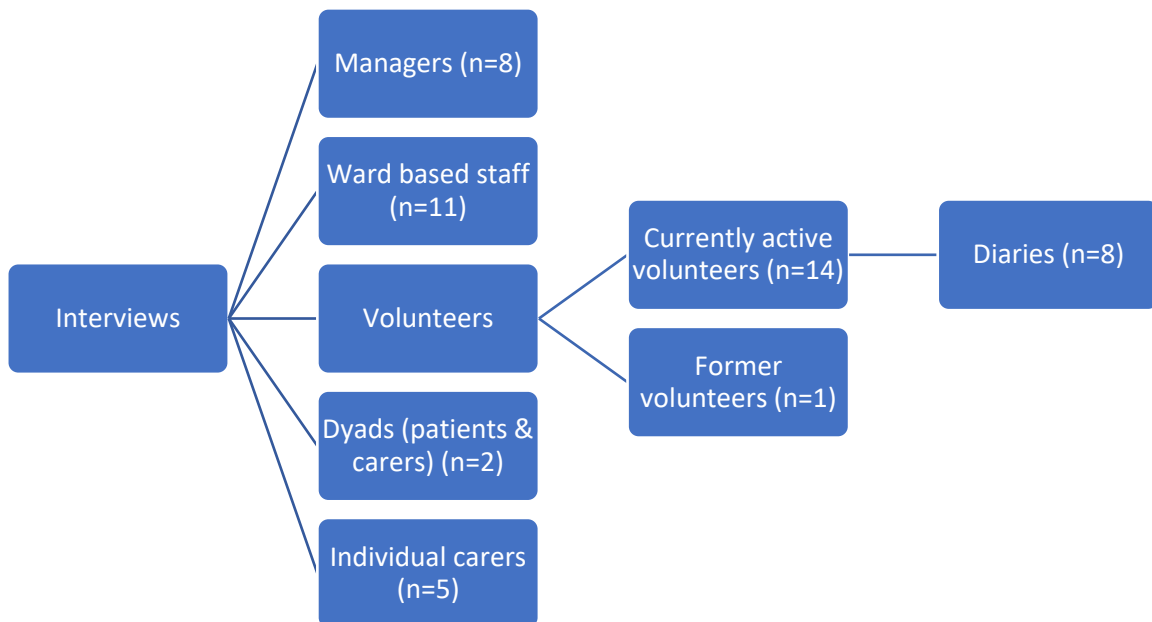 Interviews
Managers (n=8)
Ward based staff
(n=11)
Volunteers
Dyads (patients &
carers) (n=2)
Individual carers
(n=5)
Currently active
volunteers (n=14)
Former
volunteers (n=1)
Diaries (n=8)